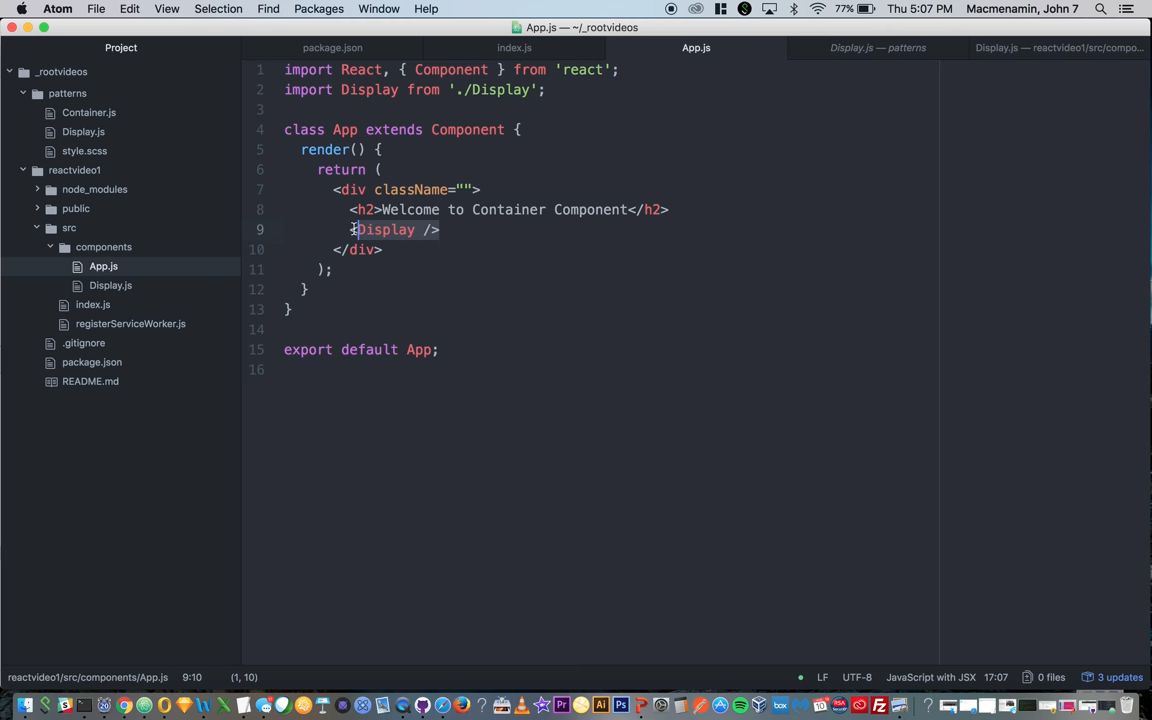 Atom File Edit View Selection Find Packages Window Help 77% Thu 5:07 PM Macmenamin, John 7
App.js — ~/_rootvideos
Project package.json index.js App.js Display.js — patterns Display.js — reactvideo1/src/compo...
_rootvideos
patterns
Container.js
Display.js
style.scss
reactvideo1
node_modules
public
src
components
App.js
Display.js
index.js
registerServiceWorker.js
.gitignore
package.json
README.md
1 import React, { Component } from 'react';
2 import Display from './Display';
3
4 class App extends Component {
5 render() {
6 return (
7 <div className="">
8 <h2>Welcome to Container Component</h2>
9 <Display />
10 </div>
11 );
12 }
13 }
14
15 export default App;
16
reactvideo1/src/components/App.js 9:10 (1, 10) LF UTF-8 JavaScript with JSX 17:07 0 files 3 updates